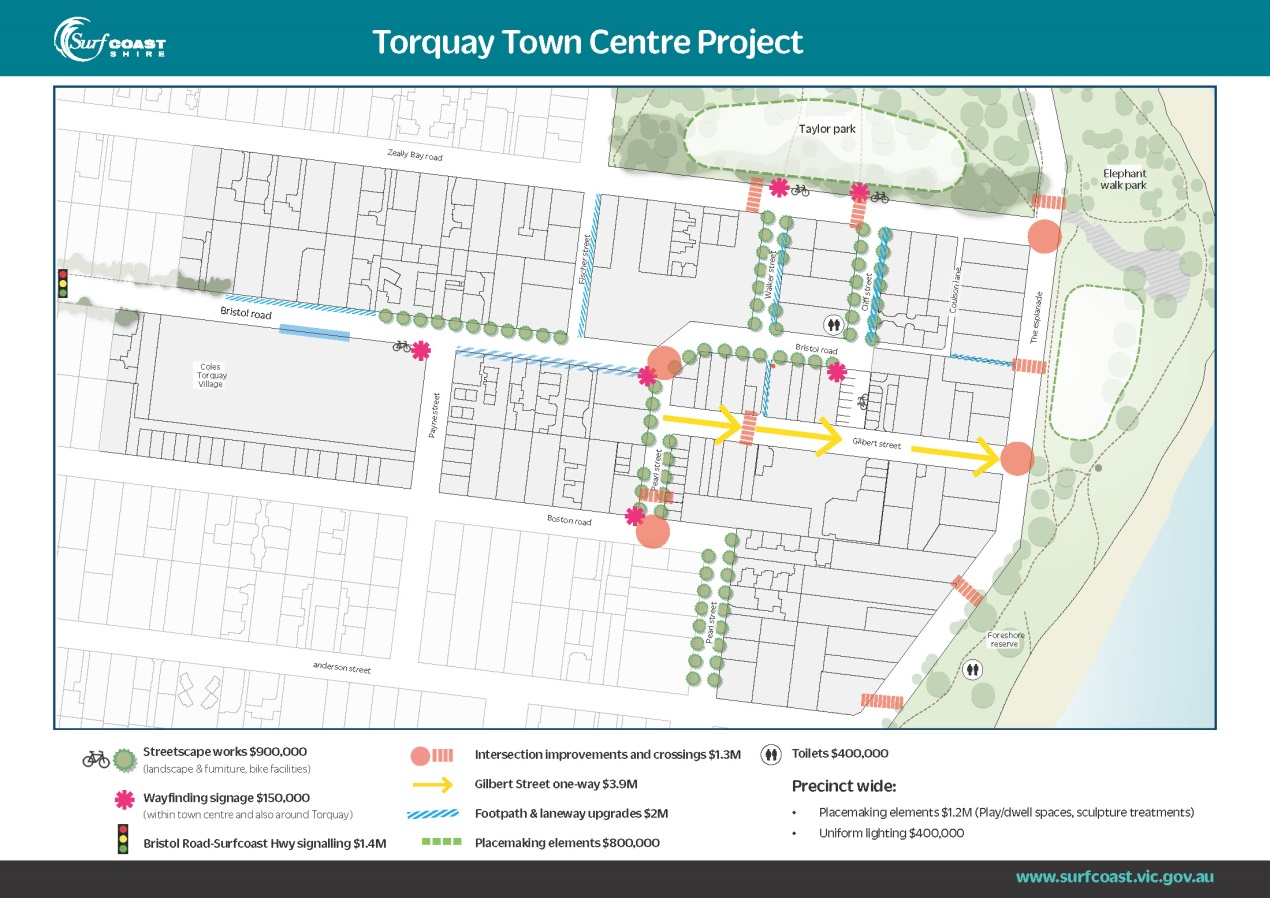 Surf COAST
SHIRE
Torquay Town Centre Project
Taylor park
Zeally Bay road
Elephant
walk park
Fischer street
Walker street
Cliff street
Coulson lane
The esplanade
Bristol road
Bristol road
Coles
Torquay
Village
Payne street
Gilbert street
Pearl street
Boston road
Pearl street
Foreshore
reserve
anderson street
Streetscape works $900,000
(landscape & furniture, bike facilities)
Wayfinding signage $150,000
(within town centre and also around Torquay)
Bristol Road-Surfcoast Hwy signalling $1.4M
Intersection improvements and crossings $1.3M
Gilbert Street one-way $3.9M
Footpath & laneway upgrades $2M
Placemaking elements $800,000
Toilets $400,000
Precinct wide:
• Placemaking elements $1.2M (Play/dwell spaces, sculpture treatments)
• Uniform lighting $400,000
www.surfcoast.vic.gov.au